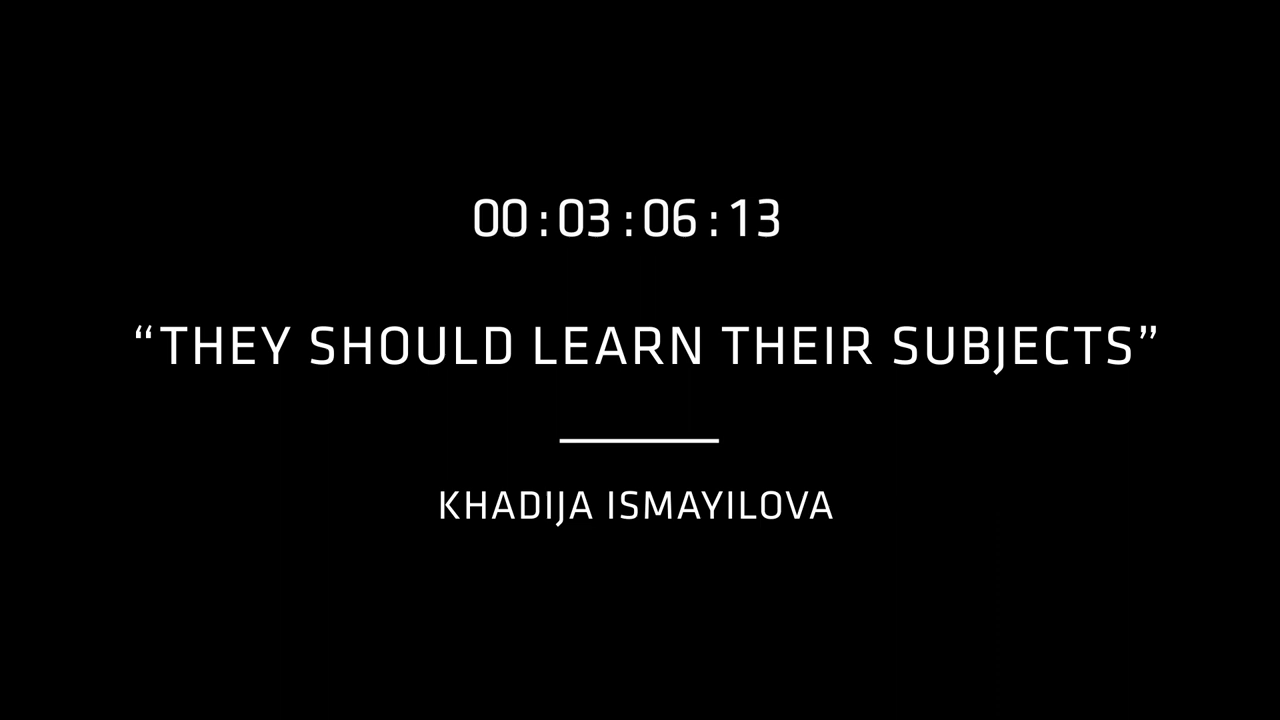 00:03:06:13
“THEY SHOULD LEARN THEIR SUBJECTS”
KHADIJA ISMAYILOVA